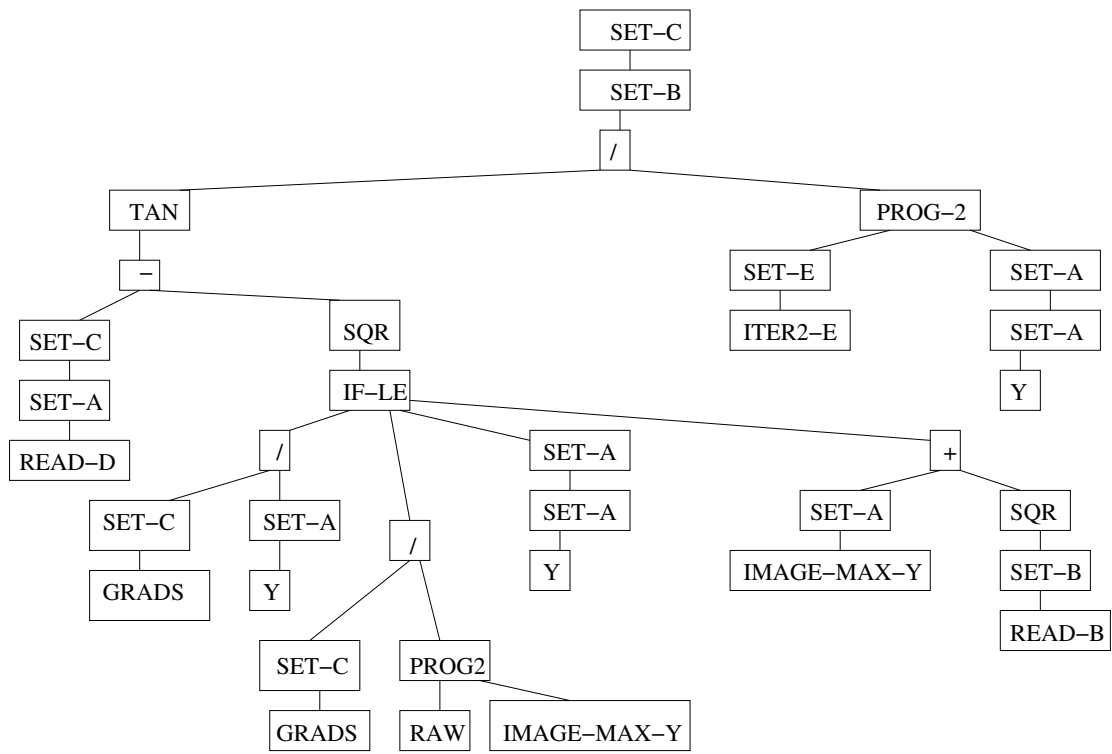 SET−C
SET−B
/
TAN
PROG−2
−
SET−E
SET−A
SET−C
SQR
ITER2−E
SET−A
SET−A
IF−LE
Y
READ−D
/
SET−A
+
SET−C
SET−A
SET−A
SET−A
SQR
/
GRADS
Y
Y
IMAGE−MAX−Y
SET−B
READ−B
SET−C
PROG2
GRADS
RAW
IMAGE−MAX−Y